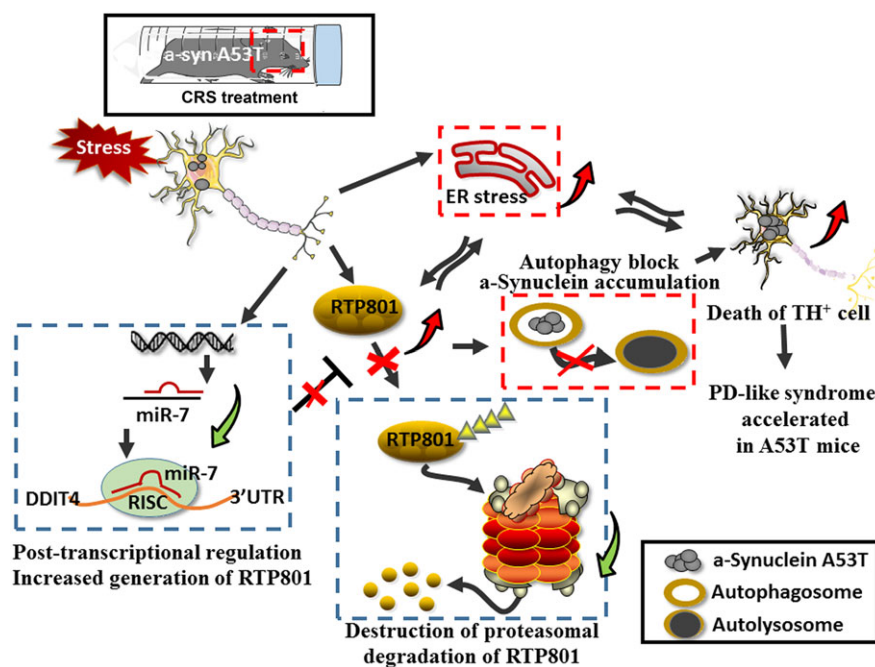 a-syn A53T
CRS treatment
Stress
ER stress
RTP801
Autophagy block
a-Synuclein accumulation
Death of TH⁺ cell
PD-like syndrome
accelerated
in A53T mice
miR-7
miR-7
DDIT4
RISC
3'UTR
Post-transcriptional regulation
Increased generation of RTP801
RTP801
Destruction of proteasomal
degradation of RTP801
a-Synuclein A53T
Autophagosome
Autolysosome